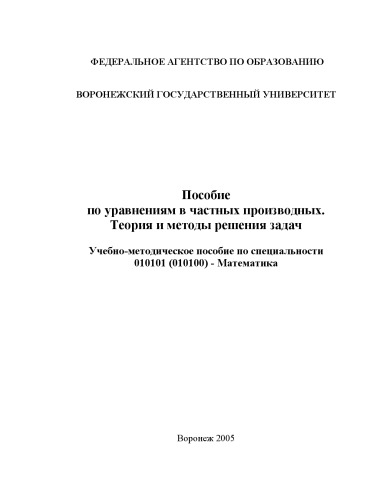 ФЕДЕРАЛЬНОЕ АГЕНТСТВО ПО ОБРАЗОВАНИЮ
ВОРОНЕЖСКИЙ ГОСУДАРСТВЕННЫЙ УНИВЕРСИТЕТ
Пособие
по уравнениям в частных производных.
Теория и методы решения задач
Учебно-методическое пособие по специальности
010101 (010100) - Математика
Воронеж 2005